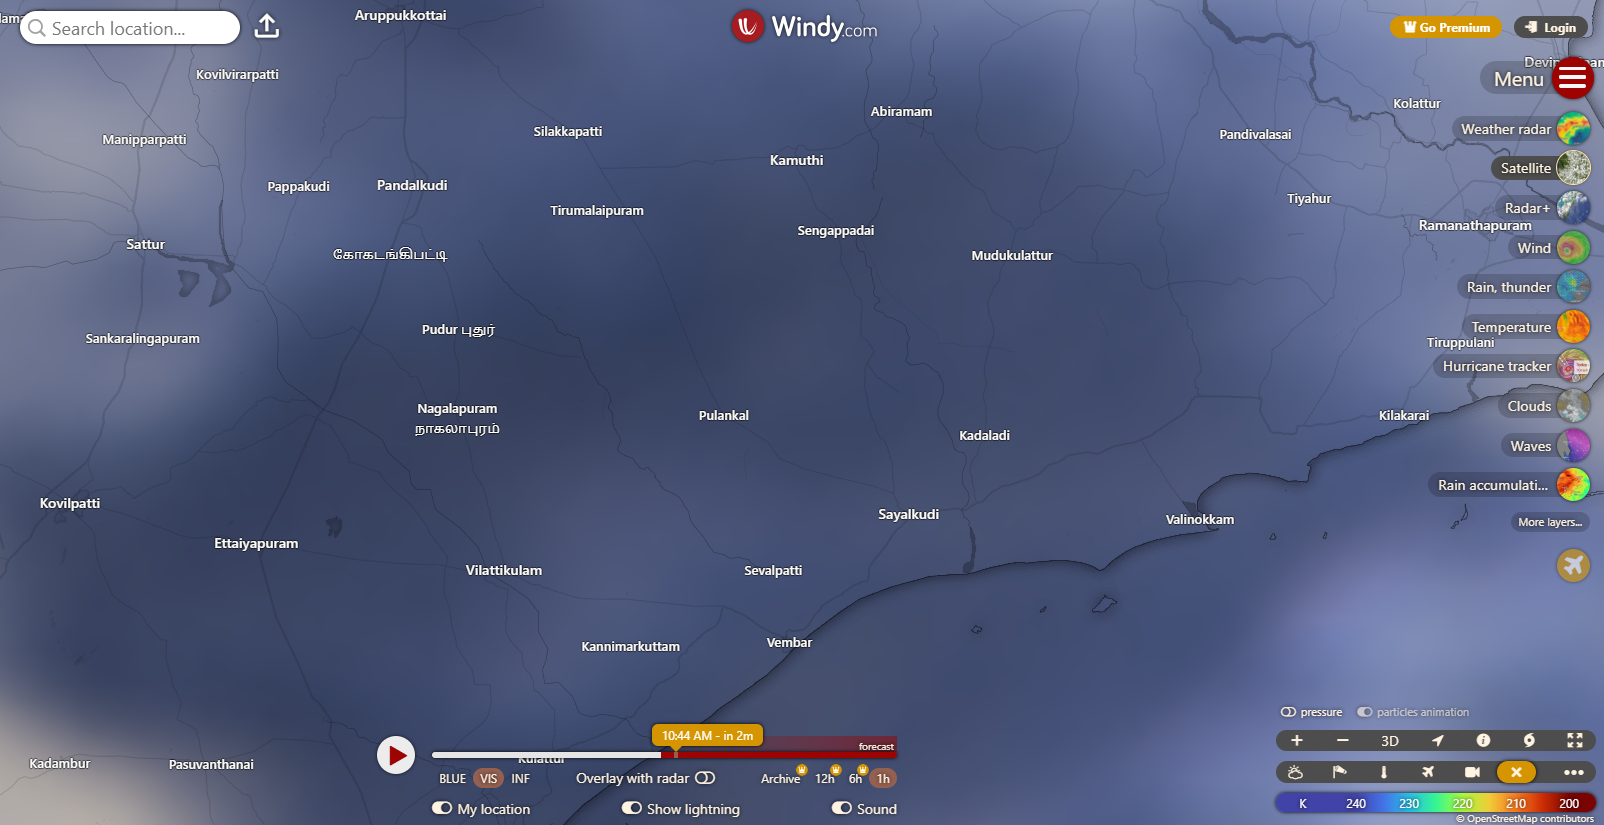 Aruppukkottai
Search location...
Windy.com
Go Premium
Login
Menu
Kovilvirarpatti
Kolattur
Abiramam
Weather radar
Silakkapatti
Pandivalasai
Manipparpatti
Kamuthi
Satellite
Pappakudi
Pandalkudi
Tiyahur
Radar+
Tirumalaipuram
Ramanathapuram
Sengappadai
Sattur
Wind
கோகடங்கிபட்டி
Mudukulattur
Rain, thunder
Pudur புதுர்
Temperature
Sankaralingapuram
Tiruppulani
Hurricane tracker
Nagalapuram
நாகலாபுரம்
Clouds
Pulankal
Kilakarai
Kadaladi
Waves
Rain accumulati...
Kovilpatti
Sayalkudi
Valinokkam
More layers...
Ettaiyapuram
Vilattikulam
Sevalpatti
Kannimarkuttam
Vembar
pressure
particles animation
10:44 AM - in 2m
forecast
3D
Kadambur
Pasuvanthanai
Kulattur
BLUE VIS INF
Overlay with radar
Archive 12h 6h 1h
My location
Show lightning
Sound
K 240 230 220 210 200
© OpenStreetMap contributors